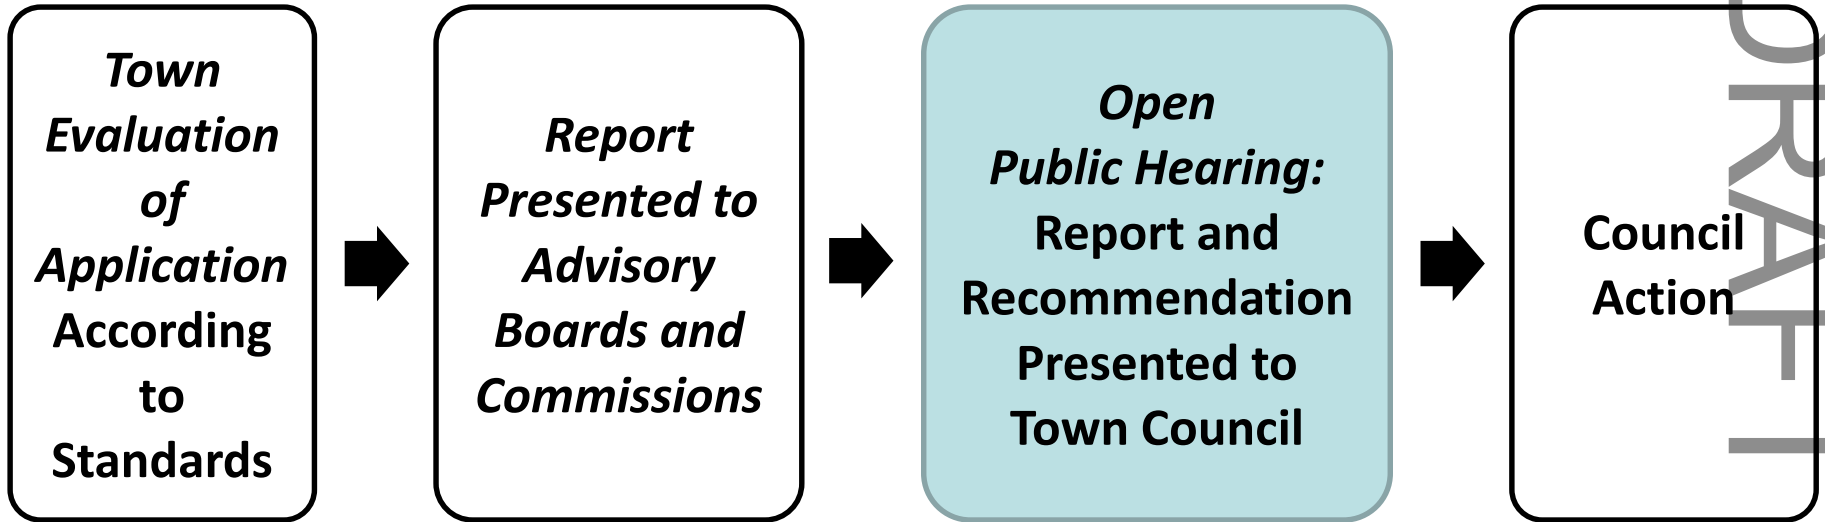 Town
Evaluation
of
Application
According
to
Standards
Report
Presented to
Advisory
Boards and
Commissions
Open
Public Hearing:
Report and
Recommendation
Presented to
Town Council
Council
Action
DRAFT